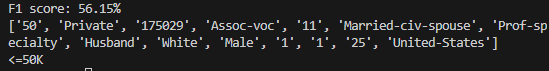 F1 score: 56.15%
['50', 'Private', '175029', 'Assoc-voc', '11', 'Married-civ-spouse', 'Prof-sp
ecialty', 'Husband', 'White', 'Male', '1', '1', '25', 'United-States']
<=50K